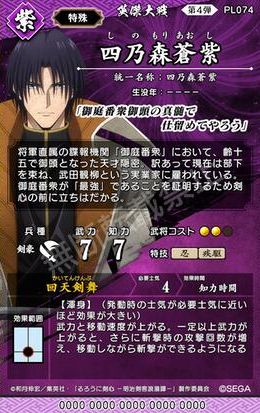 紫
特殊
英傑大戦
第4弾
PL074
し の もり あお し
四乃森蒼紫
統一名称：四乃森蒼紫
生没年：----
「御庭番衆御頭の真髄で
仕留めてやろう」
将軍直属の諜報機関「御庭番衆」において、齢十
五で御頭となった天才隠密。訳あって現在は部下
を束ね、武田観柳という実業家に雇われている。
御庭番衆が「最強」であることを証明するため剣
心の前に立ちはだかる。
兵種 武力 知力 武将コスト
剣豪 7 7
特技 忍 疾駆
かいてんけんぶ 必要士気 効果時間
回天剣舞 4 知力時間
効果範囲
【渾身】（発動時の士気が必要士気に近い
ほど効果が大きい）
武力と移動速度が上がる。一定以上武力が
上がると、さらに斬撃時の攻撃回数が増
え、移動しながら斬撃ができるようになる
©和月伸宏／集英社・「るろうに剣心 －明治剣客浪漫譚－」製作委員会 ©SEGA
0000 0000 0000 0000 0000